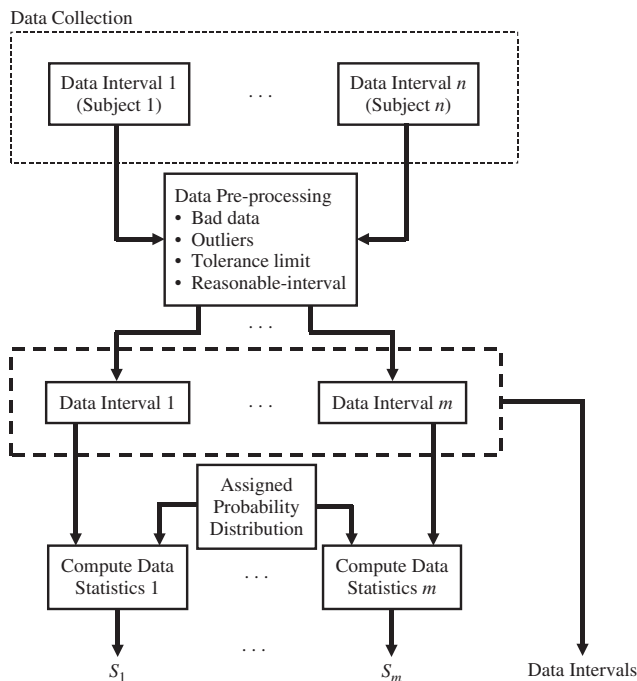 Data Collection
Data Interval 1
(Subject 1)
. . .
Data Interval n
(Subject n)
Data Pre-processing
• Bad data
• Outliers
• Tolerance limit
• Reasonable-interval
. . .
Data Interval 1
. . .
Data Interval m
Assigned
Probability
Distribution
Compute Data
Statistics 1
. . .
Compute Data
Statistics m
S1
. . .
Sm
Data Intervals